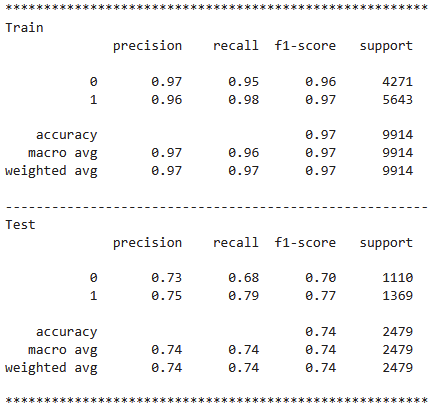 *******************************************************
Train
              precision    recall  f1-score   support

           0       0.97      0.95      0.96      4271
           1       0.96      0.98      0.97      5643

    accuracy                           0.97      9914
   macro avg       0.97      0.96      0.97      9914
weighted avg       0.97      0.97      0.97      9914

-------------------------------------------------------
Test
              precision    recall  f1-score   support

           0       0.73      0.68      0.70      1110
           1       0.75      0.79      0.77      1369

    accuracy                           0.74      2479
   macro avg       0.74      0.74      0.74      2479
weighted avg       0.74      0.74      0.74      2479

*******************************************************